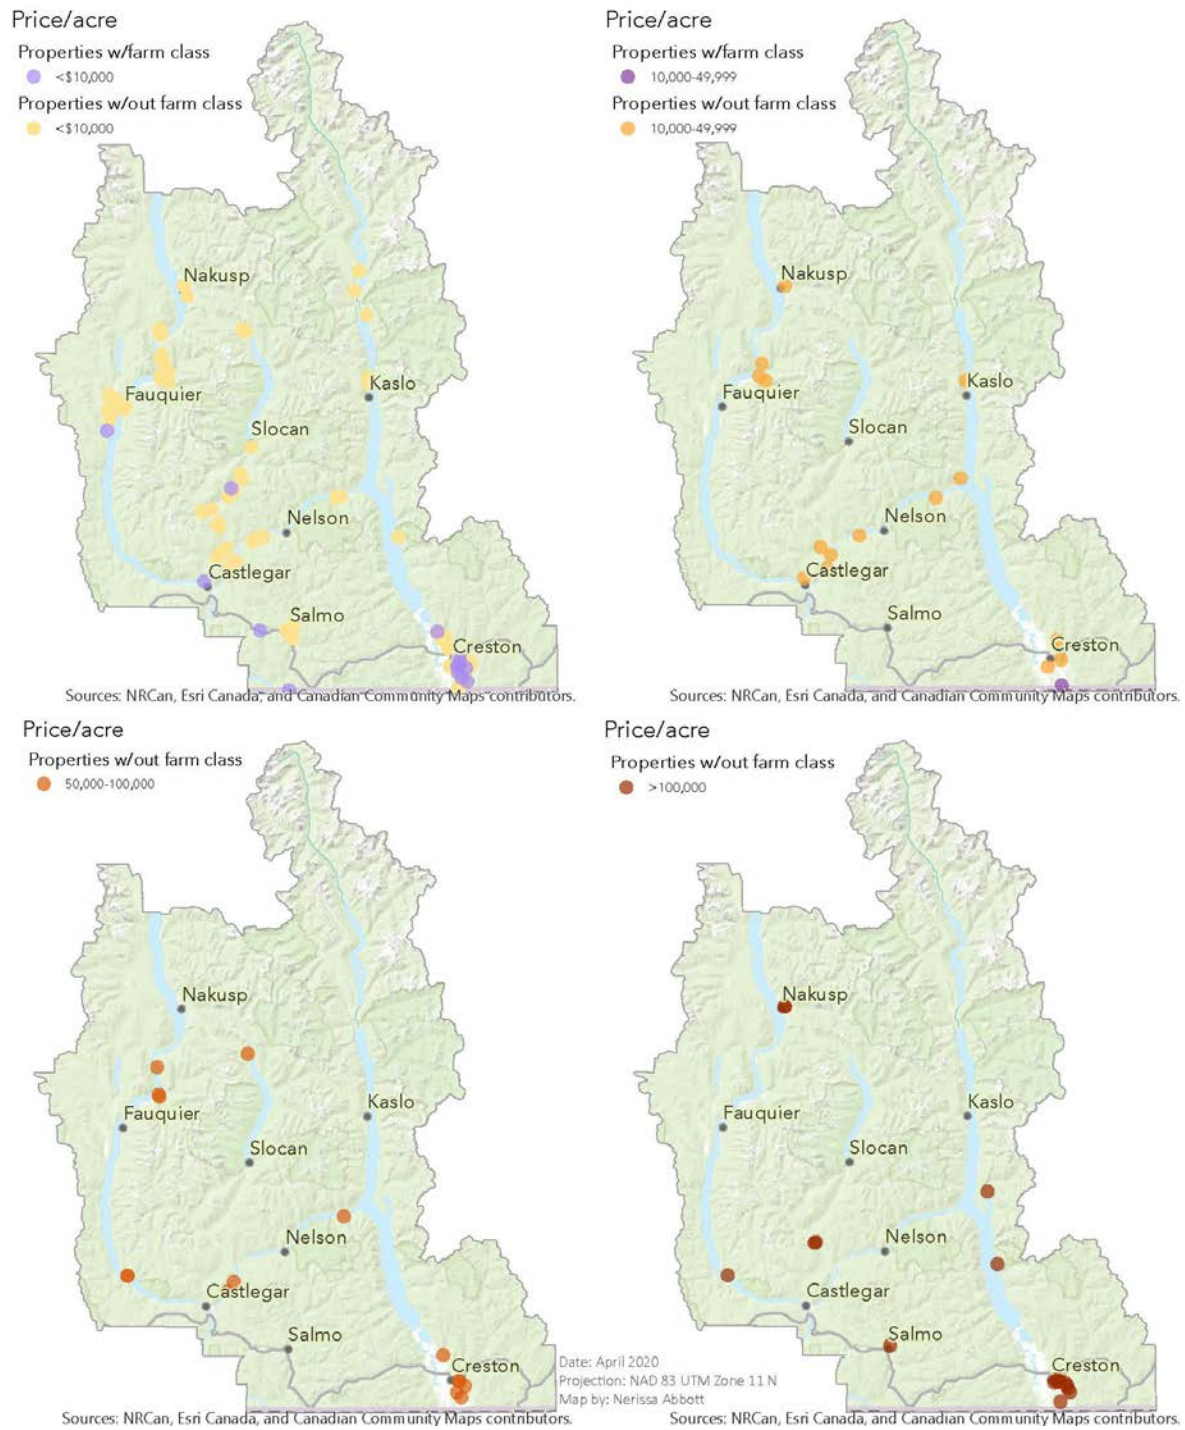 Price/acre
Properties w/farm class
<$10,000
Properties w/out farm class
<$10,000
Nakusp
Kaslo
Fauquier
Slocan
Nelson
Castlegar
Salmo
Creston
Sources: NRCan, Esri Canada, and Canadian Community Maps contributors.
Price/acre
Properties w/farm class
10,000-49,999
Properties w/out farm class
10,000-49,999
Nakusp
Kaslo
Fauquier
Slocan
Nelson
Castlegar
Salmo
Creston
Sources: NRCan, Esri Canada, and Canadian Community Maps contributors.
Price/acre
Properties w/out farm class
50,000-100,000
Nakusp
Kaslo
Fauquier
Slocan
Nelson
Castlegar
Salmo
Creston
Sources: NRCan, Esri Canada, and Canadian Community Maps contributors.
Price/acre
Properties w/out farm class
>100,000
Nakusp
Kaslo
Fauquier
Slocan
Nelson
Castlegar
Salmo
Creston
Date: April 2020
Projection: NAD 83 UTM Zone 11 N
Map by: Nerissa Abbott
Sources: NRCan, Esri Canada, and Canadian Community Maps contributors.